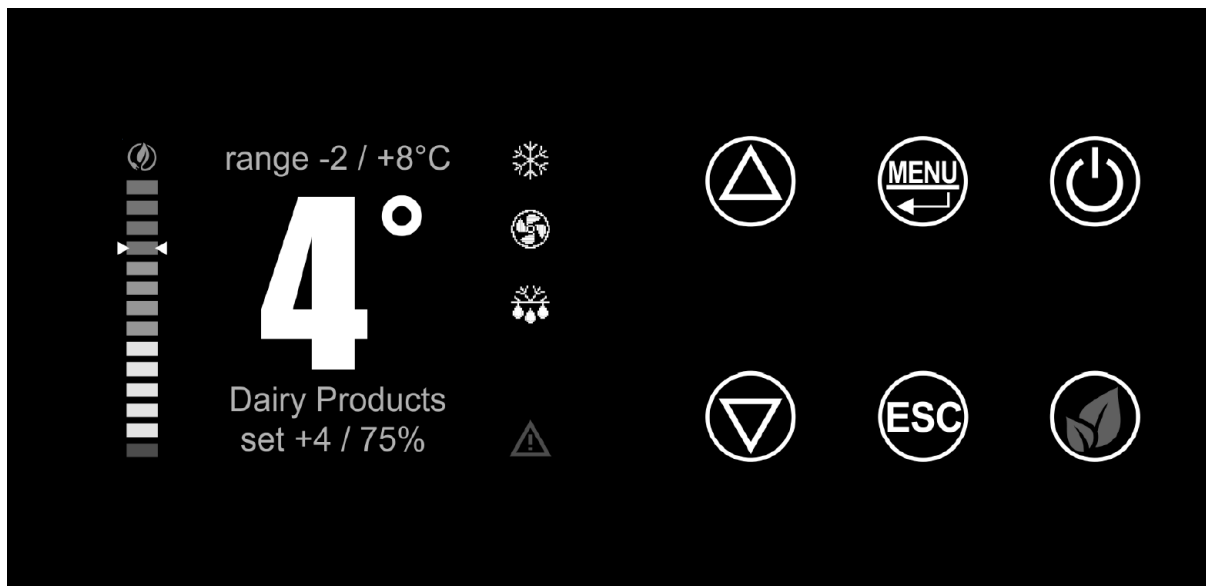 range -2 / +8°C
4°
Dairy Products
set +4 / 75%
MENU
ESC